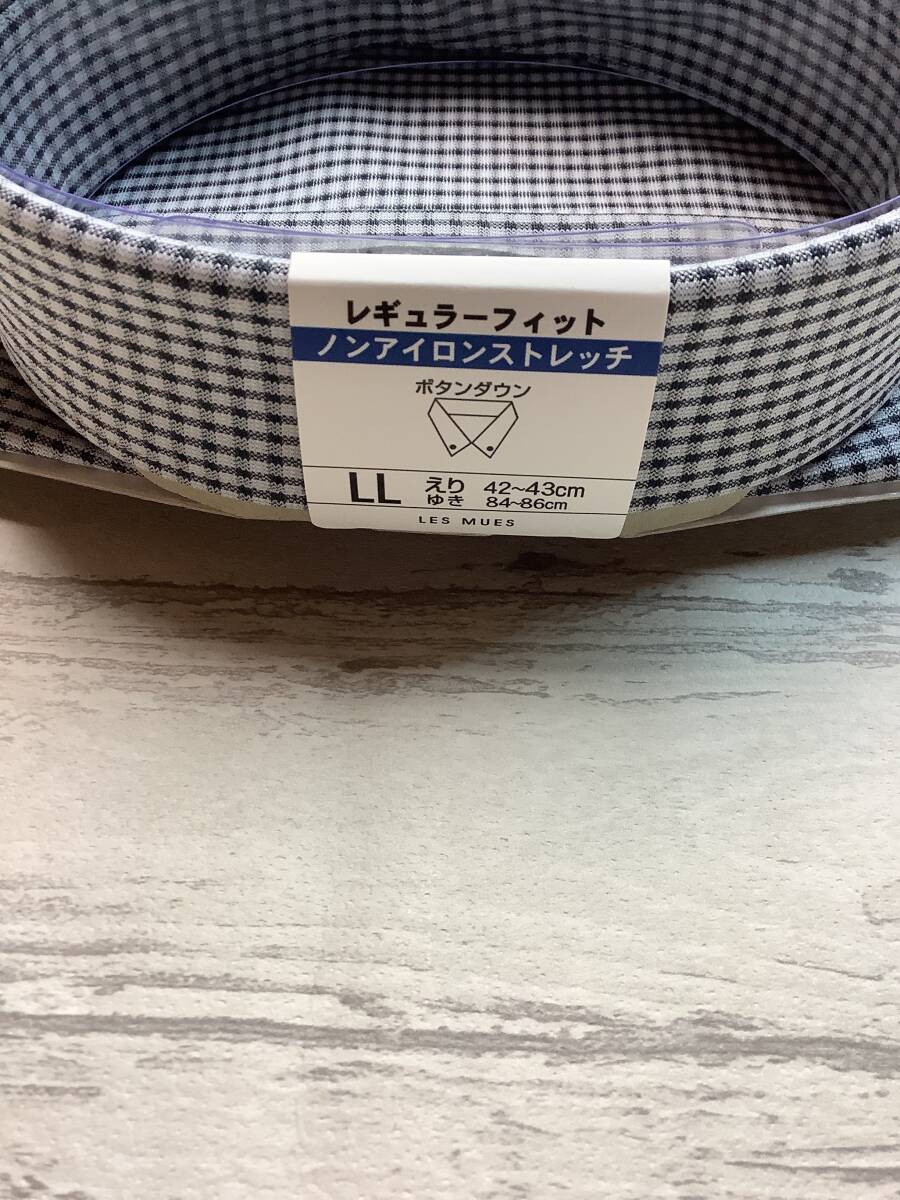 レギュラーフィット
ノンアイロンストレッチ
ボタンダウン
LL えり 42~43cm
ゆき 84~86cm
LES MUES